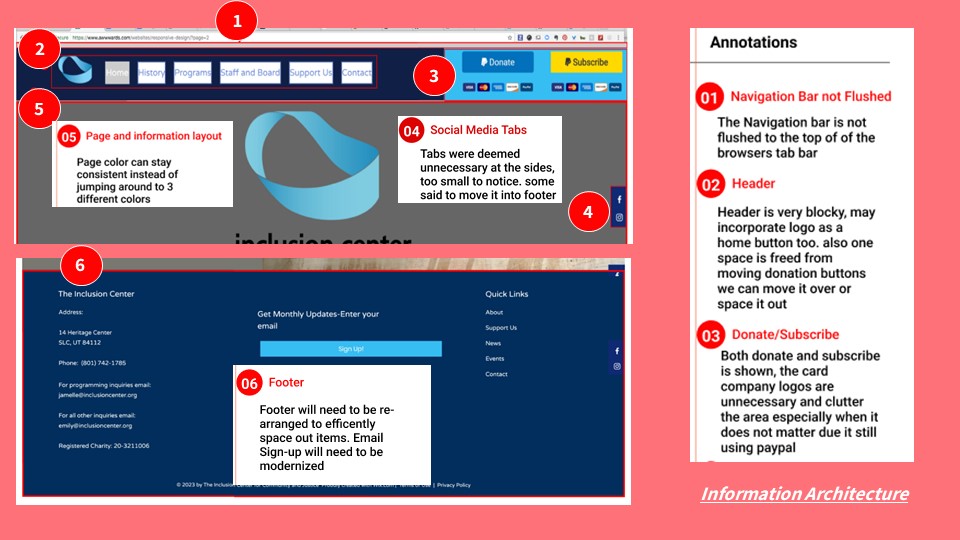 1
https://www.awwwards.com/websites/responsive-design/?page=2
2
Home
History
Programs
Staff and Board
Support Us
Contact
3
Donate
Subscribe
VISA
VISA
5
05 Page and information layout
Page color can stay
consistent instead of
jumping around to 3
different colors
04 Social Media Tabs
Tabs were deemed
unnecessary at the sides,
too small to notice. some
said to move it into footer
4
inclusion center
6
The Inclusion Center
Address:
14 Heritage Center
SLC, UT 84112
Phone: (801) 742-1785
For programming inquiries email:
jamelle@inclusioncenter.org
For all other inquiries email:
emily@inclusioncenter.org
Registered Charity: 20-3211006
Get Monthly Updates-Enter your
email
Sign Up!
Quick Links
About
Support Us
News
Events
Contact
06 Footer
Footer will need to be re-
arranged to efficently
space out items. Email
Sign-up will need to be
modernized
© 2023 by The Inclusion Center for Community and Justice Proudly created with Wix.com | Terms of Use | Privacy Policy
Annotations
01 Navigation Bar not Flushed
The Navigation bar is not
flushed to the top of of the
browsers tab bar
02 Header
Header is very blocky, may
incorporate logo as a
home button too. also one
space is freed from
moving donation buttons
we can move it over or
space it out
03 Donate/Subscribe
Both donate and subscribe
is shown, the card
company logos are
unnecessary and clutter
the area especially when it
does not matter due it still
using paypal
Information Architecture